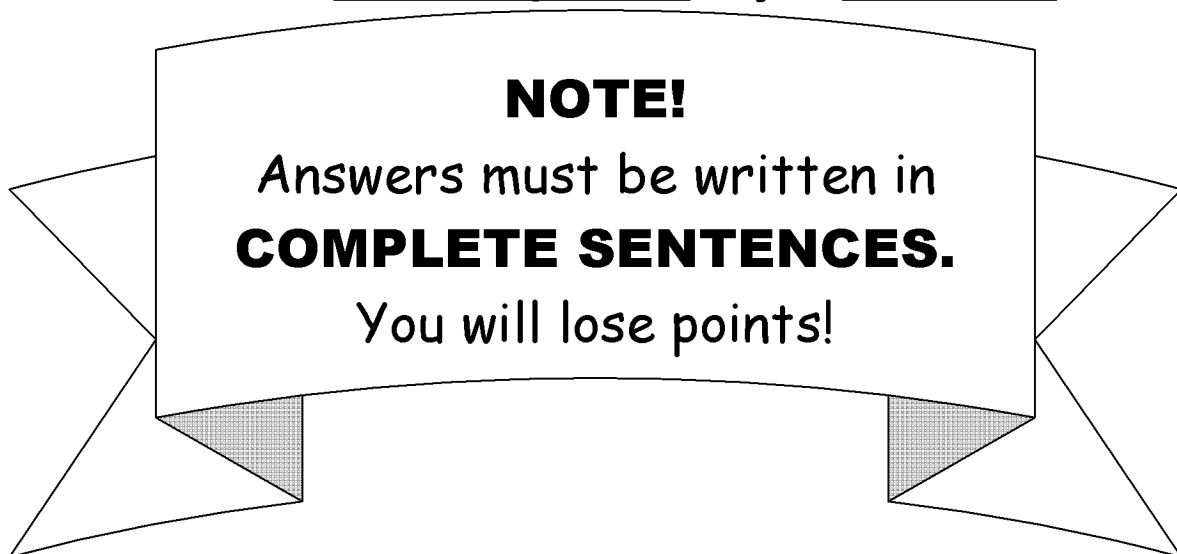 NOTE!
Answers must be written in
COMPLETE SENTENCES.
You will lose points!